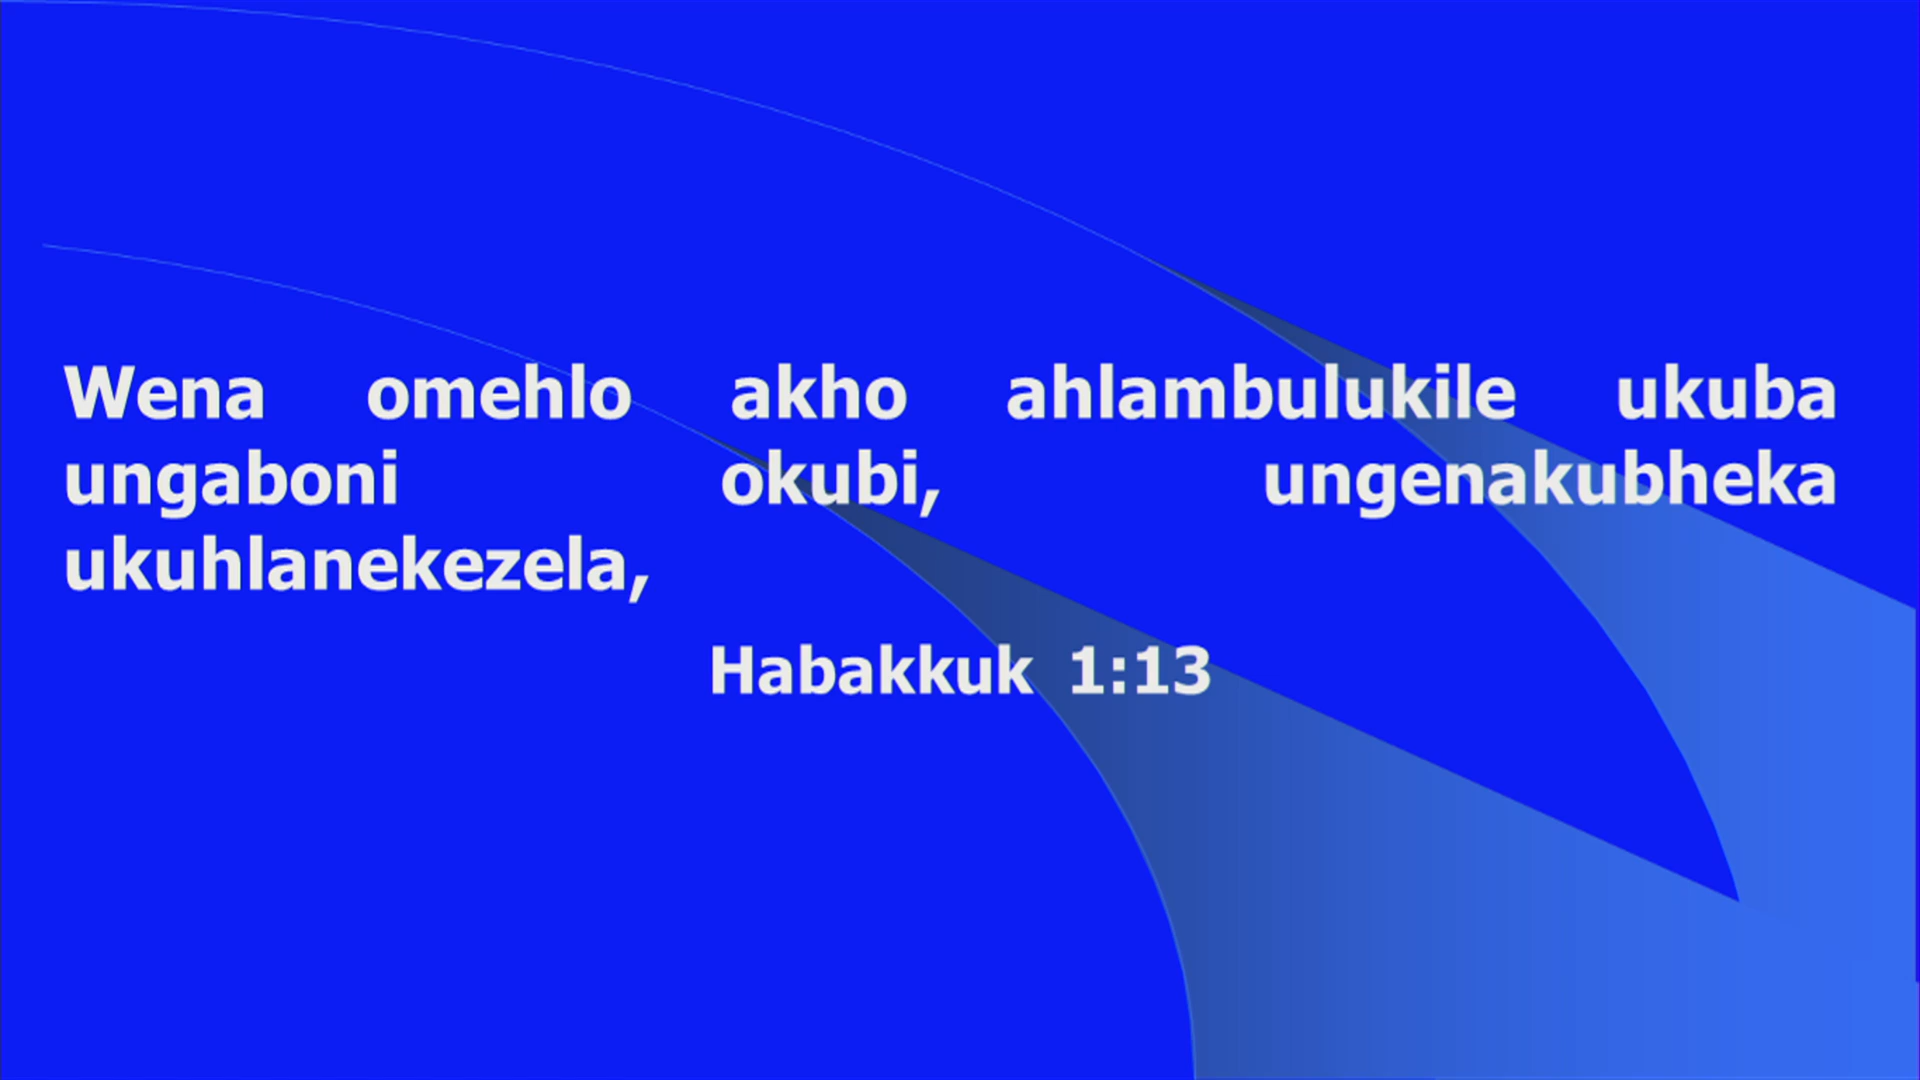 Wena omehlo akho ahlambulukile ukuba
ungaboni okubi, ungenakubheka
ukuhlanekezela,
Habakkuk 1:13